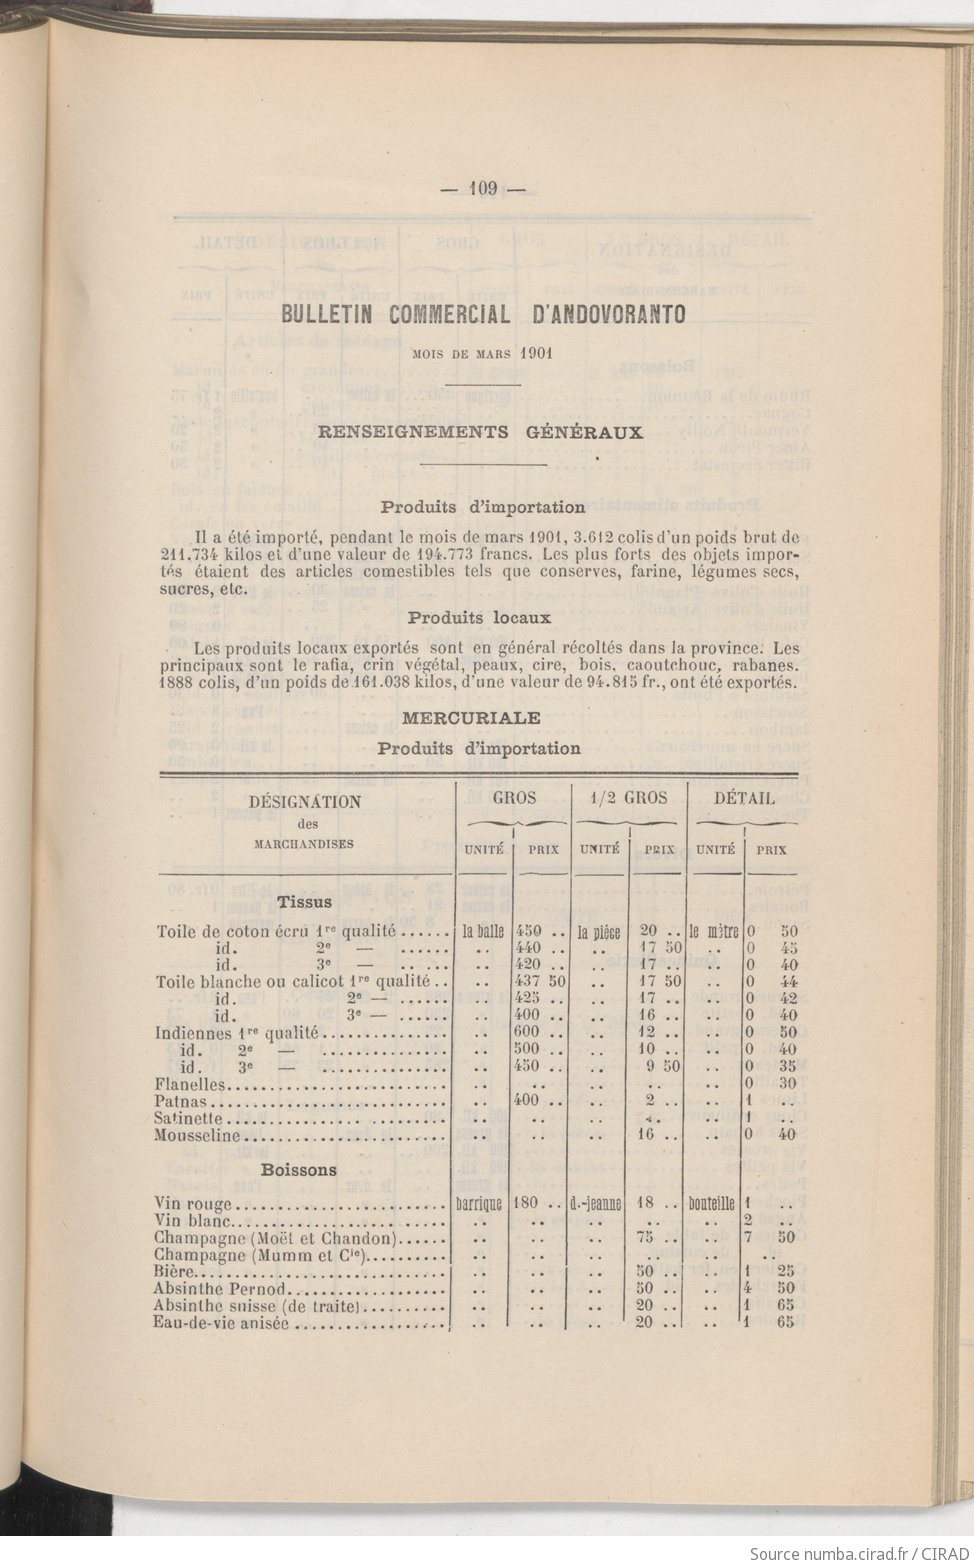 — 109 —
BULLETIN COMMERCIAL D'ANDOVORANTO
MOIS DE MARS 1901
RENSEIGNEMENTS GÉNÉRAUX
Produits d'importation
Il a été importé, pendant le mois de mars 1901, 3.612 colis d'un poids brut de
211.734 kilos et d'une valeur de 194.773 francs. Les plus forts des objets impor-
tés étaient des articles comestibles tels que conserves, farine, légumes secs,
sucres, etc.
Produits locaux
Les produits locaux exportés sont en général récoltés dans la province. Les
principaux sont le rafia, crin végétal, peaux, cire, bois, caoutchouc, rabanes.
1888 colis, d'un poids de 161.038 kilos, d'une valeur de 94.815 fr., ont été exportés.
MERCURIALE
Produits d'importation
DÉSIGNATION GROS 1/2 GROS DÉTAIL
des
MARCHANDISES UNITÉ PRIX UNITÉ PRIX UNITÉ PRIX
Tissus
Toile de coton écru 1re qualité ...... la balle 450 .. la pièce 20 .. le mètre 0 50
id. 2e — ...... .. 440 .. .. 17 50 .. 0 45
id. 3e — .. ... .. 420 .. .. 17 .. .. 0 40
Toile blanche ou calicot 1re qualité .. .. 437 50 .. 17 50 .. 0 44
id. 2e — ...... .. 425 .. .. 17 .. .. 0 42
id. 3e — ...... .. 400 .. .. 16 .. .. 0 40
Indiennes 1re qualité ............... .. 600 .. .. 12 .. .. 0 50
id. 2e — ............... .. 500 .. .. 10 .. .. 0 40
id. 3e — ............... .. 450 .. .. 9 50 .. 0 35
Flanelles .......................... .. .. .. .. .. 0 30
Patnas ............................ .. 400 .. .. 2 .. .. 1 ..
Satinette .......................... .. .. .. .. .. 1 ..
Mousseline ........................ .. .. .. 16 .. .. 0 40
Boissons
Vin rouge ......................... barrique 180 .. d.-jeanne 18 .. bouteille 1 ..
Vin blanc .......................... .. .. .. .. .. 2 ..
Champagne (Moët et Chandon) ...... .. .. .. 75 .. .. 7 50
Champagne (Mumm et Cie) .......... .. .. .. .. .. ..
Bière .............................. .. .. .. 50 .. .. 1 25
Absinthe Pernod ................... .. .. .. 50 .. .. 4 50
Absinthe suisse (de traite) .......... .. .. .. 20 .. .. 1 65
Eau-de-vie anisée .................. .. .. .. 20 .. .. 1 65
Source numba.cirad.fr / CIRAD